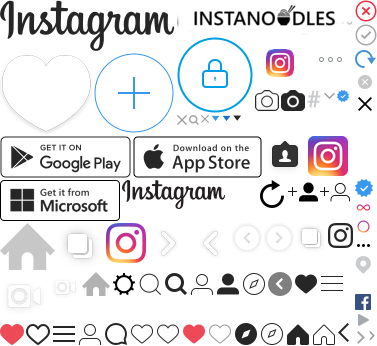 Instagram
INSTANOODLES
GET IT ON
Google Play
Download on the
App Store
Get it from
Microsoft
Instagram